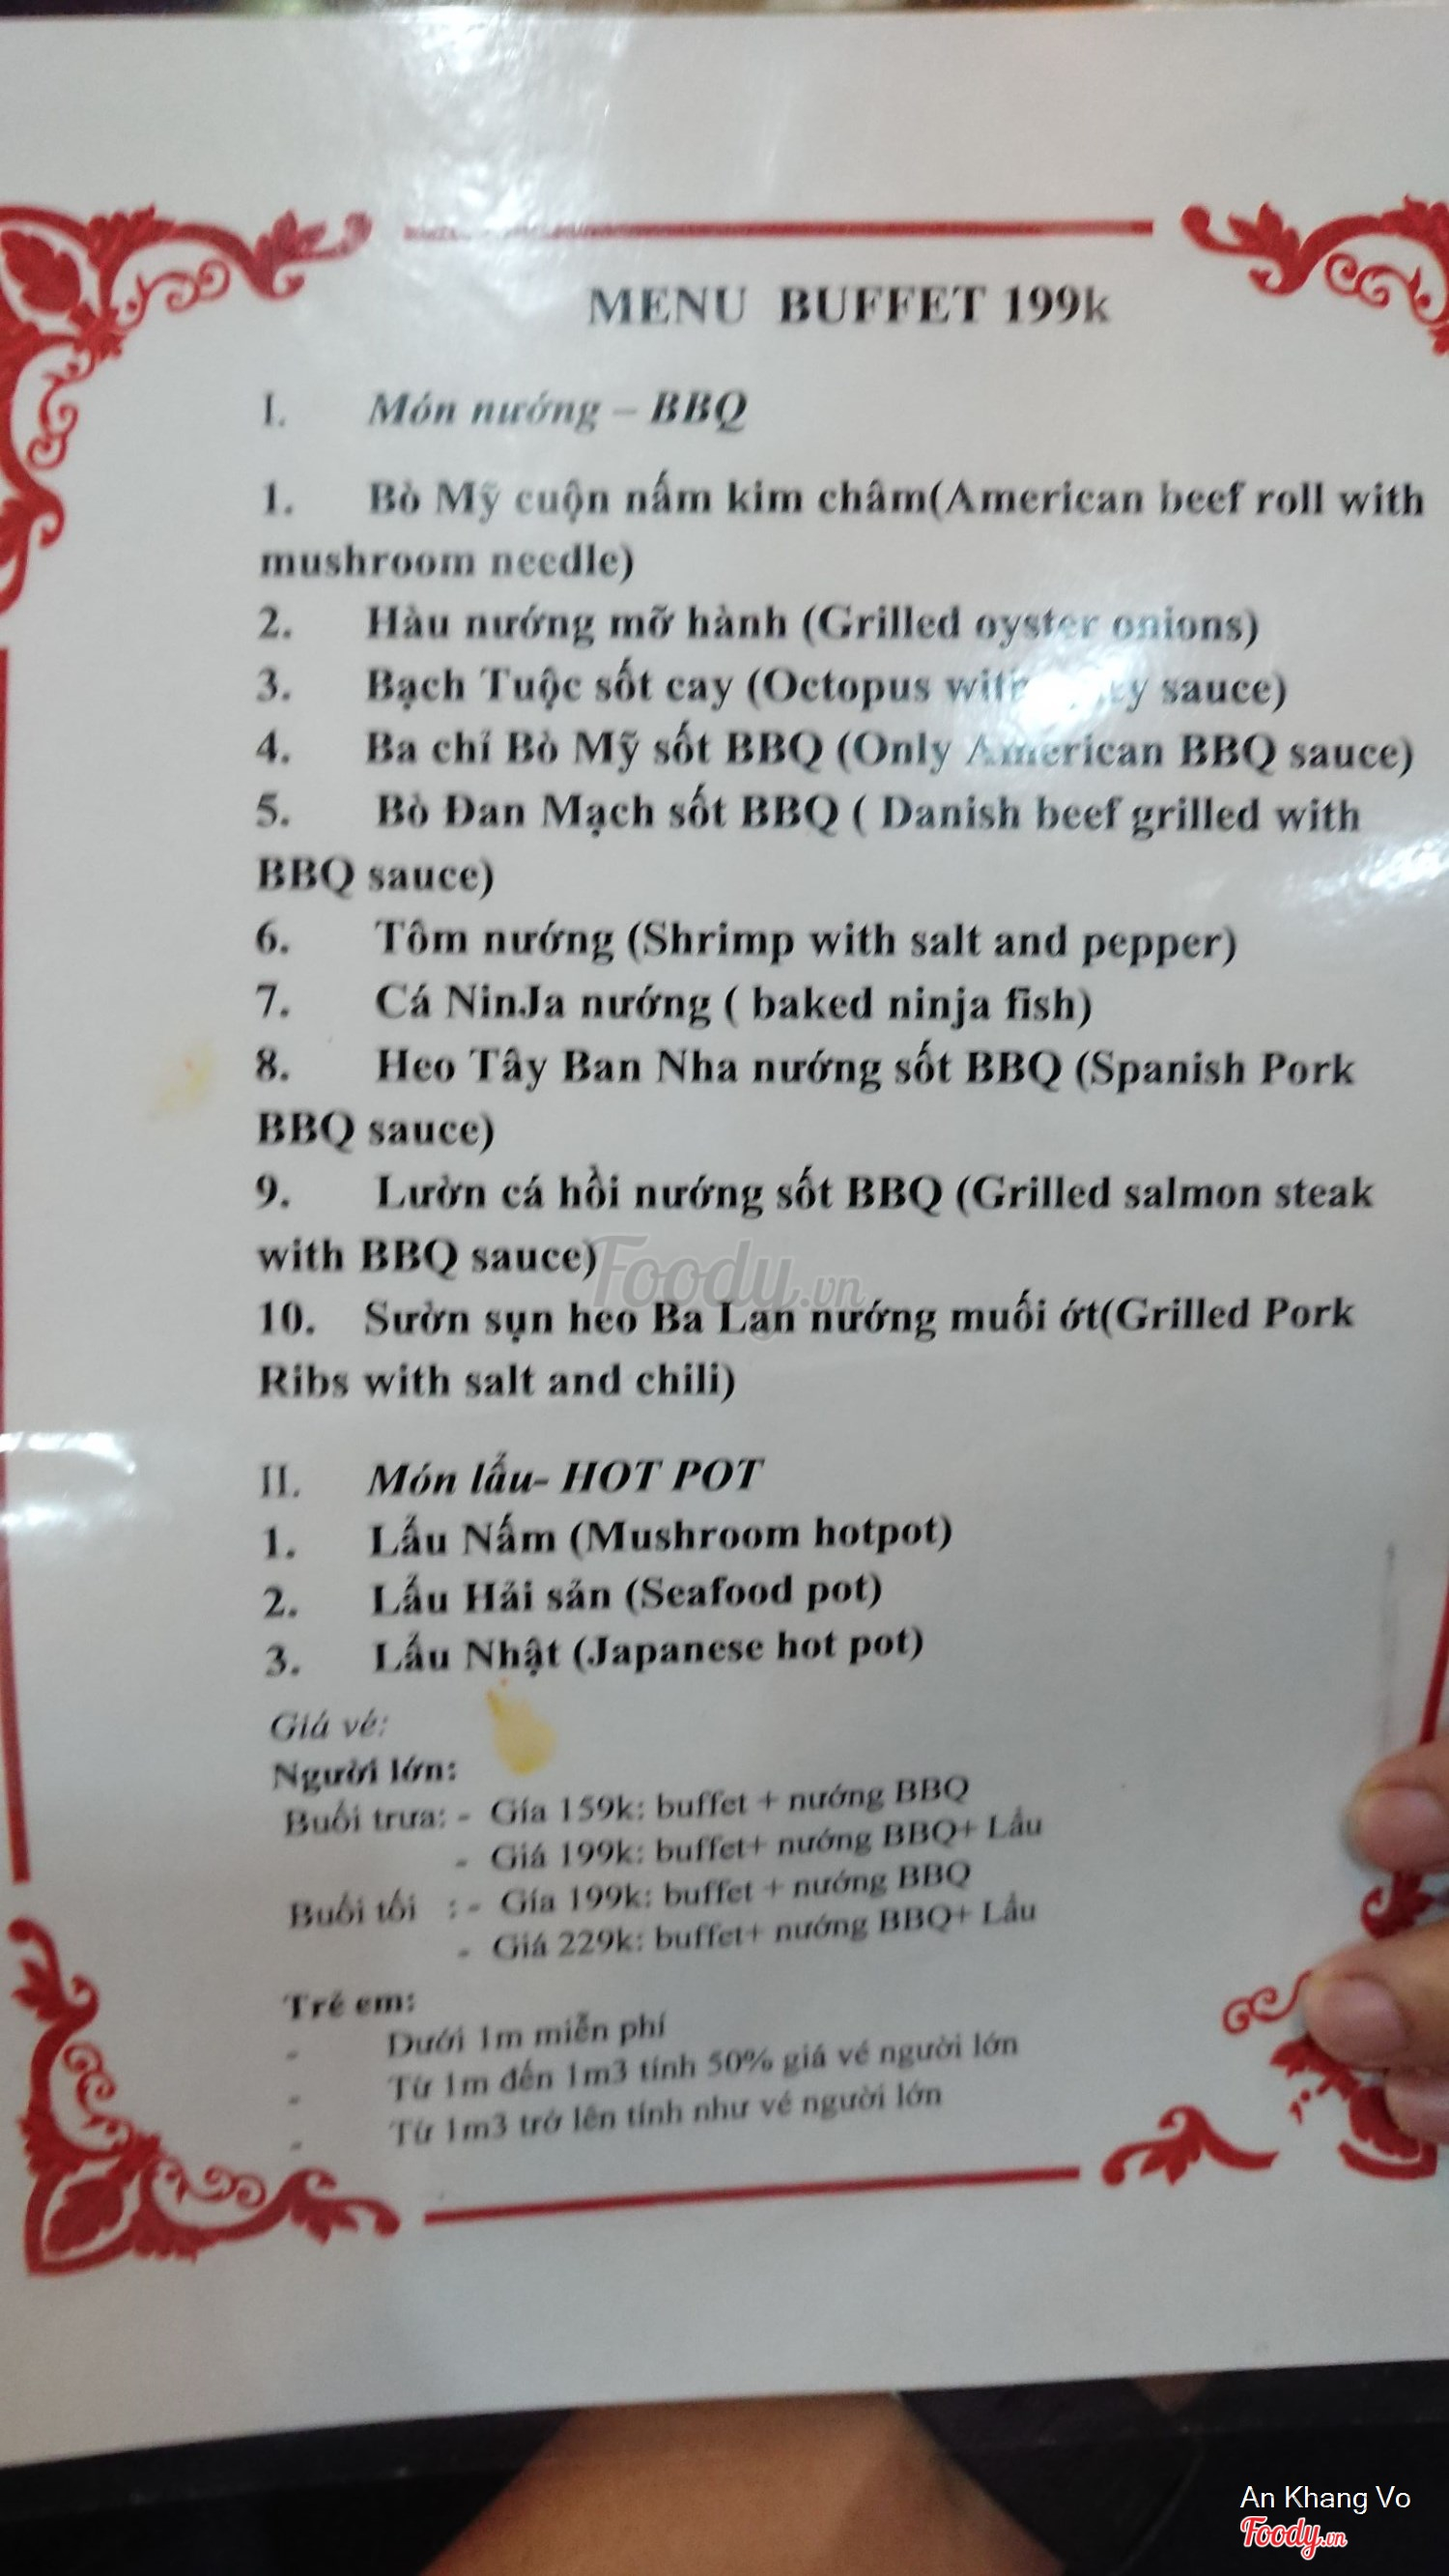 MENU BUFFET 199k
I. Món nướng – BBQ
1. Bò Mỹ cuộn nấm kim châm(American beef roll with
mushroom needle)
2. Hàu nướng mỡ hành (Grilled oyster onions)
3. Bạch Tuộc sốt cay (Octopus with sauce)
4. Ba chỉ Bò Mỹ sốt BBQ (Only American BBQ sauce)
5. Bò Đan Mạch sốt BBQ ( Danish beef grilled with
BBQ sauce)
6. Tôm nướng (Shrimp with salt and pepper)
7. Cá NinJa nướng ( baked ninja fish)
8. Heo Tây Ban Nha nướng sốt BBQ (Spanish Pork
BBQ sauce)
9. Lườn cá hồi nướng sốt BBQ (Grilled salmon steak
with BBQ sauce)
Foody.vn
10. Sườn sụn heo Ba Lan nướng muối ớt(Grilled Pork
Ribs with salt and chili)
II. Món lẩu- HOT POT
1. Lẩu Nấm (Mushroom hotpot)
2. Lẩu Hải sản (Seafood pot)
3. Lẩu Nhật (Japanese hot pot)
Giá vé:
Người lớn:
Buổi trưa: - Gía 159k: buffet + nướng BBQ
- Giá 199k: buffet+ nướng BBQ+ Lẩu
Buổi tối : - Gía 199k: buffet + nướng BBQ
- Giá 229k: buffet+ nướng BBQ+ Lẩu
Trẻ em:
- Dưới 1m miễn phí
- Từ 1m đến 1m3 tính 50% giá vé người lớn
- Từ 1m3 trở lên tính như vé người lớn
An Khang Vo
Foody.vn